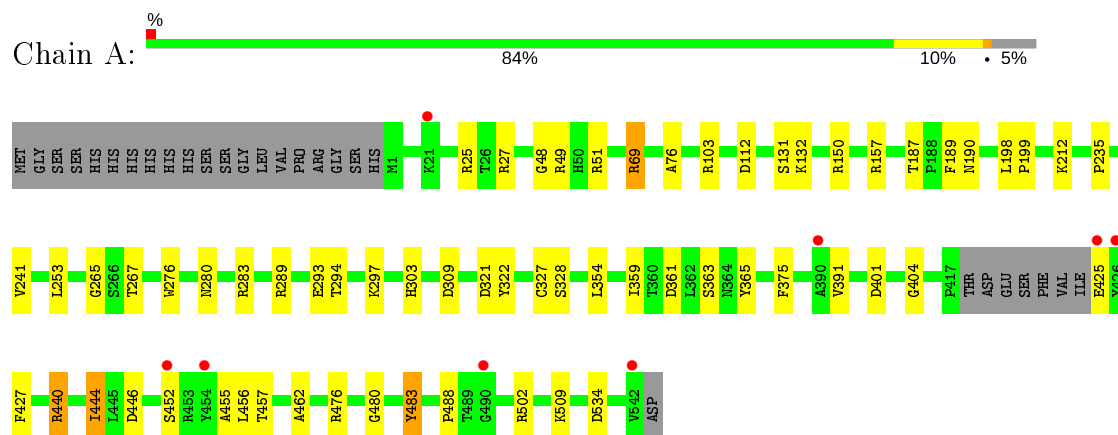 %
Chain A:
84% 10% • 5%
MET GLY SER SER HIS HIS HIS HIS HIS HIS SER SER GLY LEU VAL PRO ARG GLY SER HIS M1 K21 R25 T26 R27 G48 R49 H50 R51 R69 A76 R103 D112 S131 K132 R150 R157 T187 P188 F189 N190 L198 P199 K212 P235
V241 L253 G265 S266 T267 W276 N280 R283 R289 E293 T294 K297 H303 D309 D321 Y322 C327 S328 L354 I359 T360 D361 L362 S363 N364 Y365 F375 A390 V391 D401 G404 P417 THR ASP GLU SER PHE VAL ILE E425 Y426
F427 R440 I444 L445 D446 S452 R453 Y454 A455 L456 T457 A462 R476 G480 Y483 P488 T489 G490 R502 K509 D534 V542 ASP